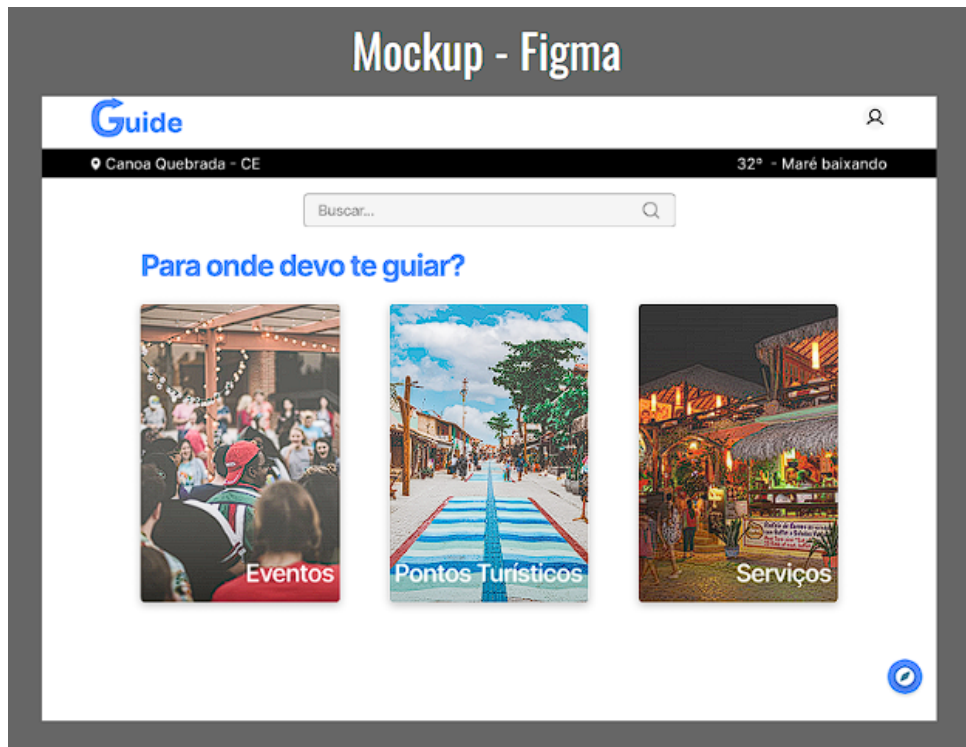 Mockup - Figma
Guide
Canoa Quebrada - CE
32° - Maré baixando
Buscar...
Para onde devo te guiar?
Eventos
Pontos Turísticos
Serviços